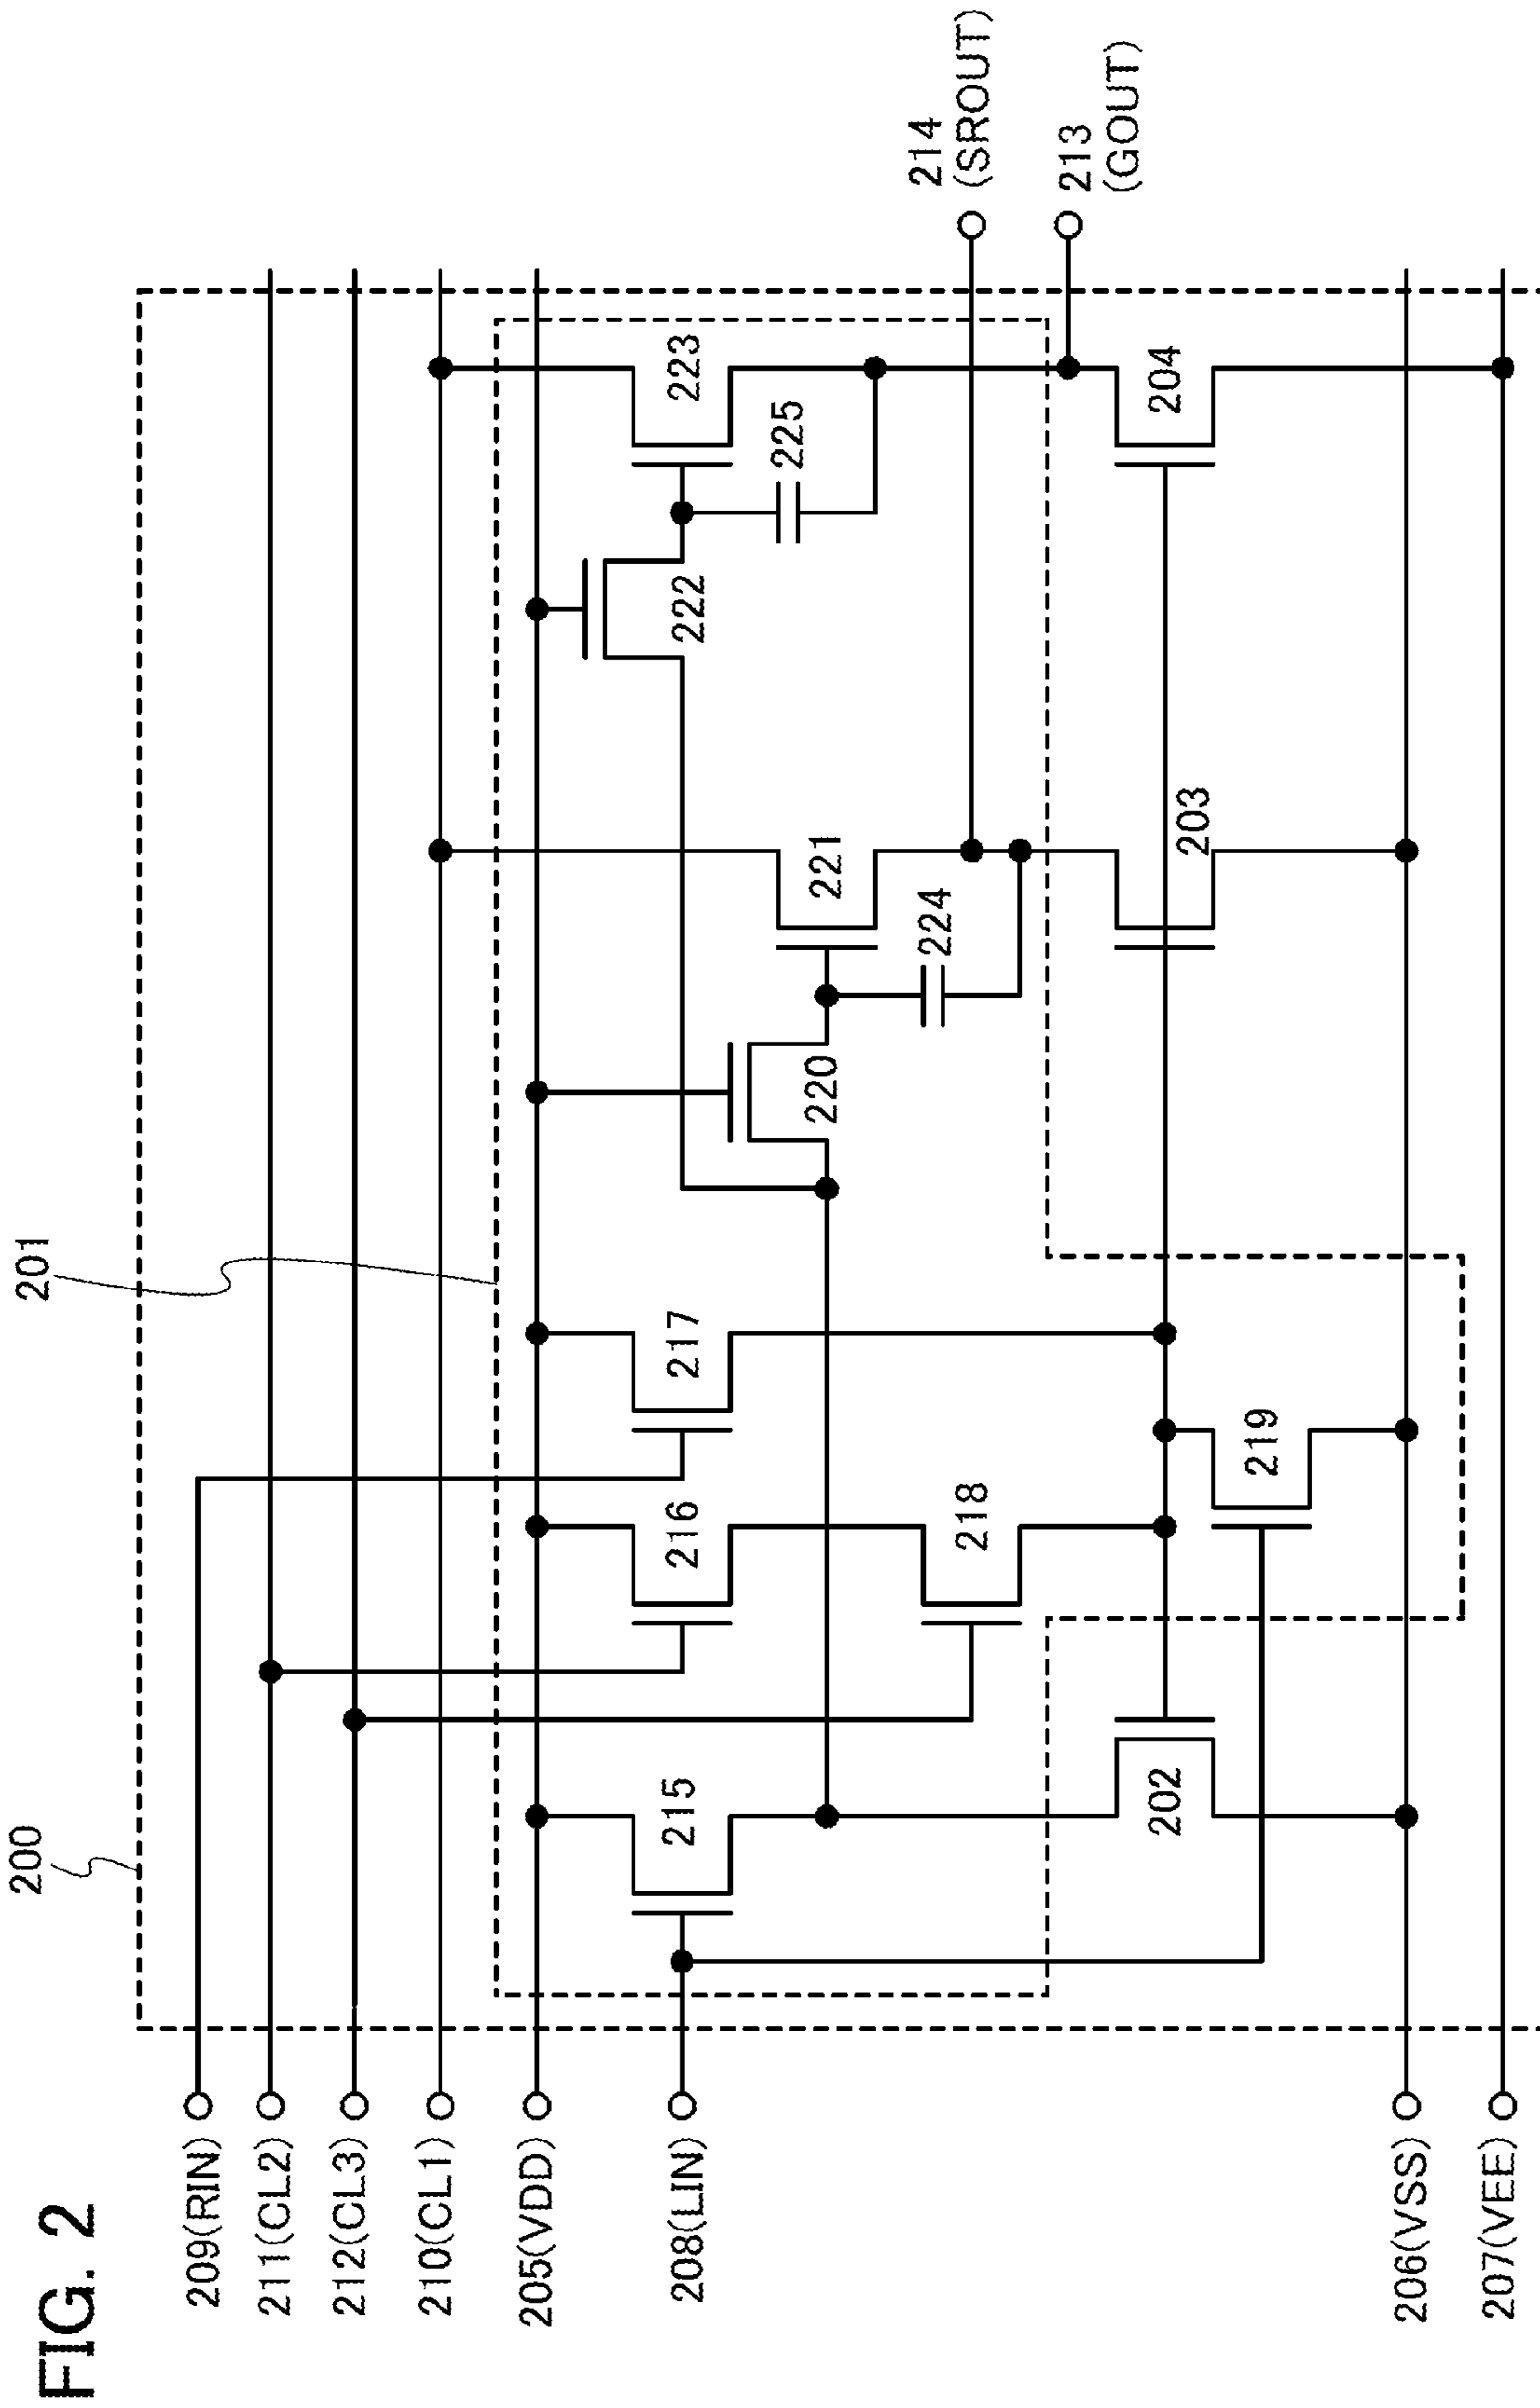 FIG. 2
200
201
209(RIN)
211(CL2)
212(CL3)
210(CL1)
205(VDD)
208(LIN)
206(VSS)
207(VEE)
215
216
217
218
219
202
220
221
222
223
224
225
203
204
214
(SROUT)
213
(GOUT)